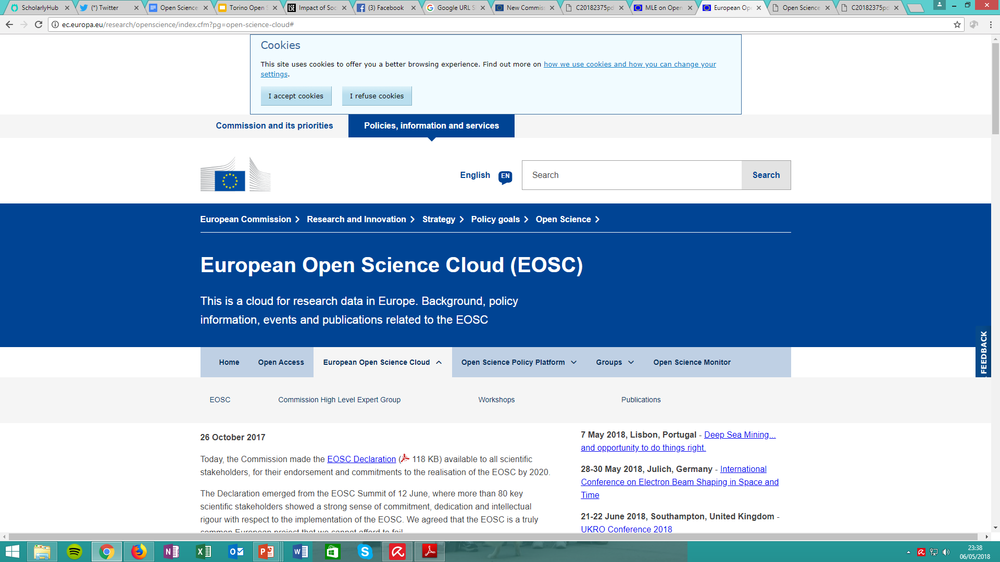 ScholarlyHub
(*) Twitter
Open Science
Torino Open
LSE
Impact of Soc
(3) Facebook
Google URL S
New Commiss
C20182375pd
MLE on Open
European Ope
Open Science
C20182375pd
ec.europa.eu/research/openscience/index.cfm?pg=open-science-cloud#
Cookies
This site uses cookies to offer you a better browsing experience. Find out more on how we use cookies and how you can change your
settings.
I accept cookies
I refuse cookies
Commission and its priorities
Policies, information and services
English
EN
Search
Search
European Commission
Research and Innovation
Strategy
Policy goals
Open Science
European Open Science Cloud (EOSC)
This is a cloud for research data in Europe. Background, policy
information, events and publications related to the EOSC
FEEDBACK
Home
Open Access
European Open Science Cloud
Open Science Policy Platform
Groups
Open Science Monitor
EOSC
Commission High Level Expert Group
Workshops
Publications
26 October 2017
Today, the Commission made the EOSC Declaration ( 118 KB) available to all scientific
stakeholders, for their endorsement and commitments to the realisation of the EOSC by 2020.
The Declaration emerged from the EOSC Summit of 12 June, where more than 80 key
scientific stakeholders showed a strong sense of commitment, dedication and intellectual
rigour with respect to the implementation of the EOSC. We agreed that the EOSC is a truly
common European project that we cannot afford to fail
7 May 2018, Lisbon, Portugal - Deep Sea Mining...
and opportunity to do things right.
28-30 May 2018, Julich, Germany - International
Conference on Electron Beam Shaping in Space and
Time
21-22 June 2018, Southampton, United Kingdom -
UKRO Conference 2018
23:38
06/05/2018